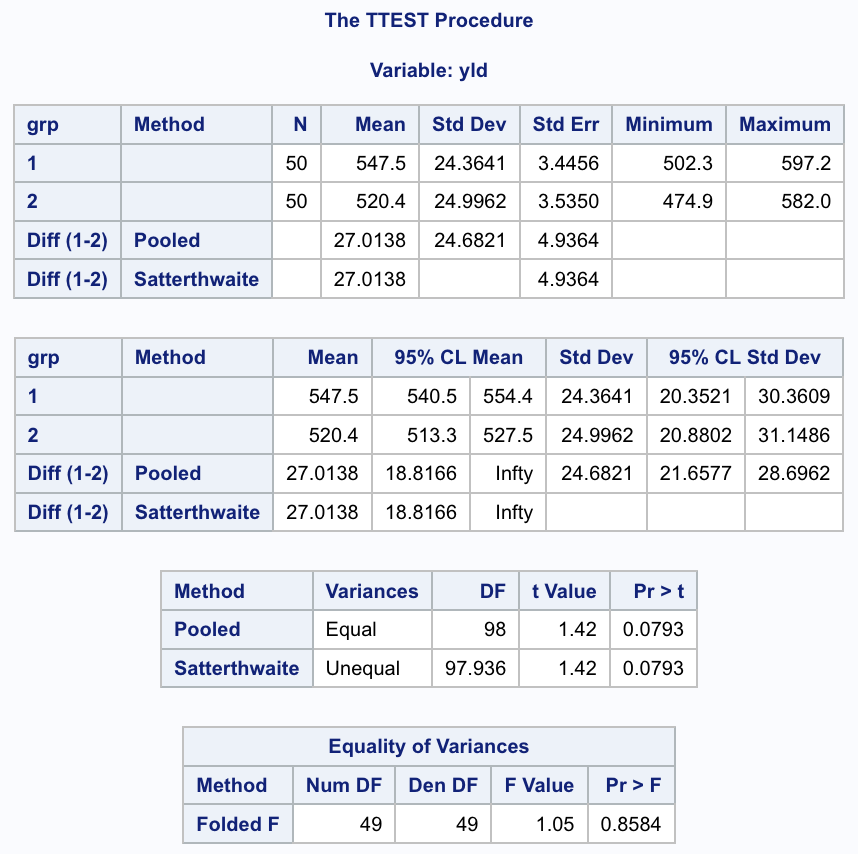 The TTEST Procedure
Variable: yld
grp Method N Mean Std Dev Std Err Minimum Maximum
1 50 547.5 24.3641 3.4456 502.3 597.2
2 50 520.4 24.9962 3.5350 474.9 582.0
Diff (1-2) Pooled 27.0138 24.6821 4.9364
Diff (1-2) Satterthwaite 27.0138 4.9364
grp Method Mean 95% CL Mean Std Dev 95% CL Std Dev
1 547.5 540.5 554.4 24.3641 20.3521 30.3609
2 520.4 513.3 527.5 24.9962 20.8802 31.1486
Diff (1-2) Pooled 27.0138 18.8166 Infty 24.6821 21.6577 28.6962
Diff (1-2) Satterthwaite 27.0138 18.8166 Infty
Method Variances DF t Value Pr > t
Pooled Equal 98 1.42 0.0793
Satterthwaite Unequal 97.936 1.42 0.0793
Equality of Variances
Method Num DF Den DF F Value Pr > F
Folded F 49 49 1.05 0.8584